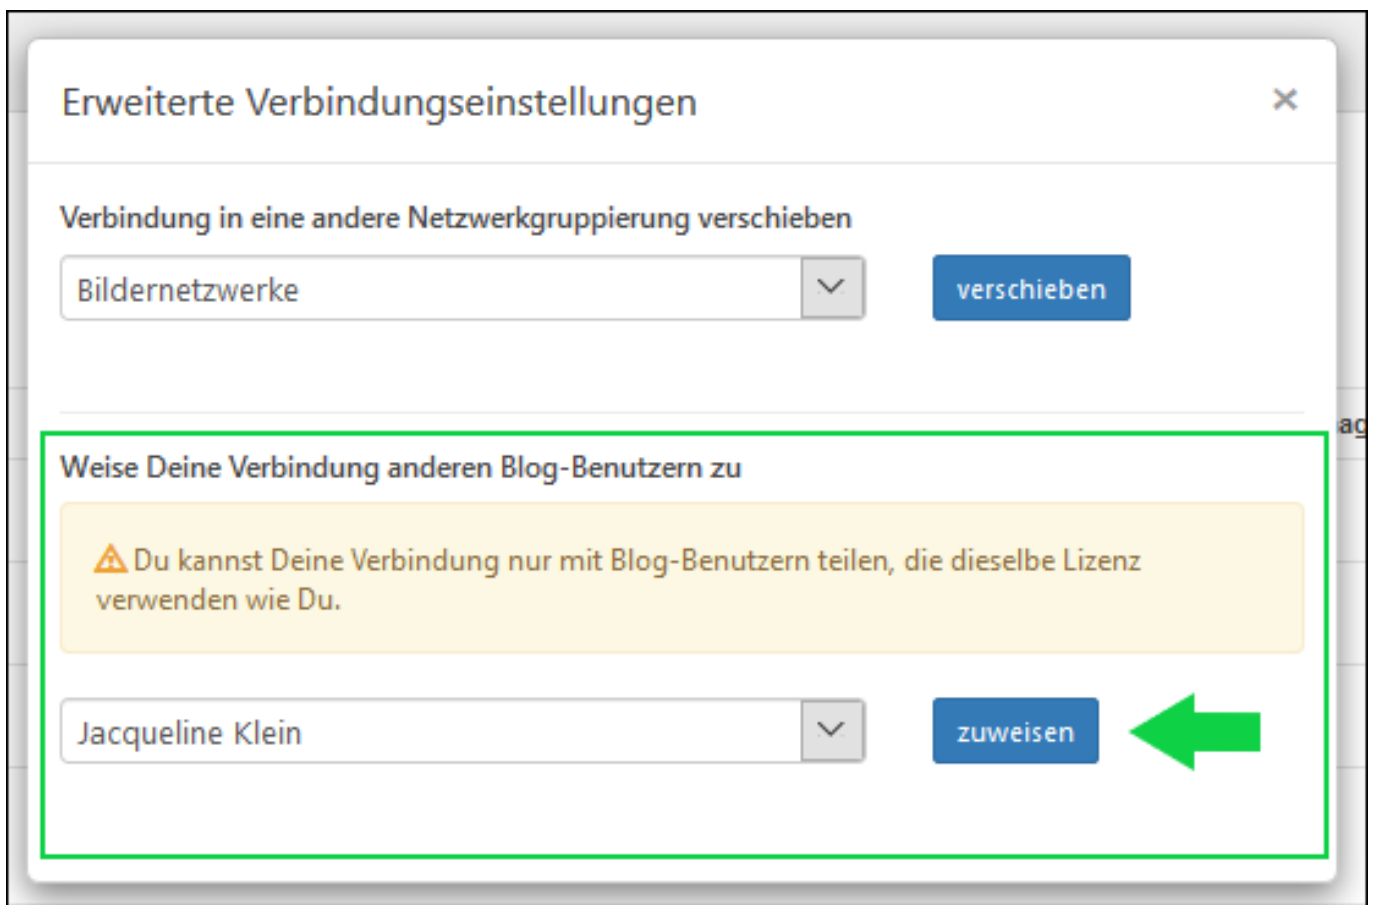 Erweiterte Verbindungseinstellungen
×
Verbindung in eine andere Netzwerkgruppierung verschieben
Bildernetzwerke
verschieben
Weise Deine Verbindung anderen Blog-Benutzern zu
Du kannst Deine Verbindung nur mit Blog-Benutzern teilen, die dieselbe Lizenz
verwenden wie Du.
Jacqueline Klein
zuweisen